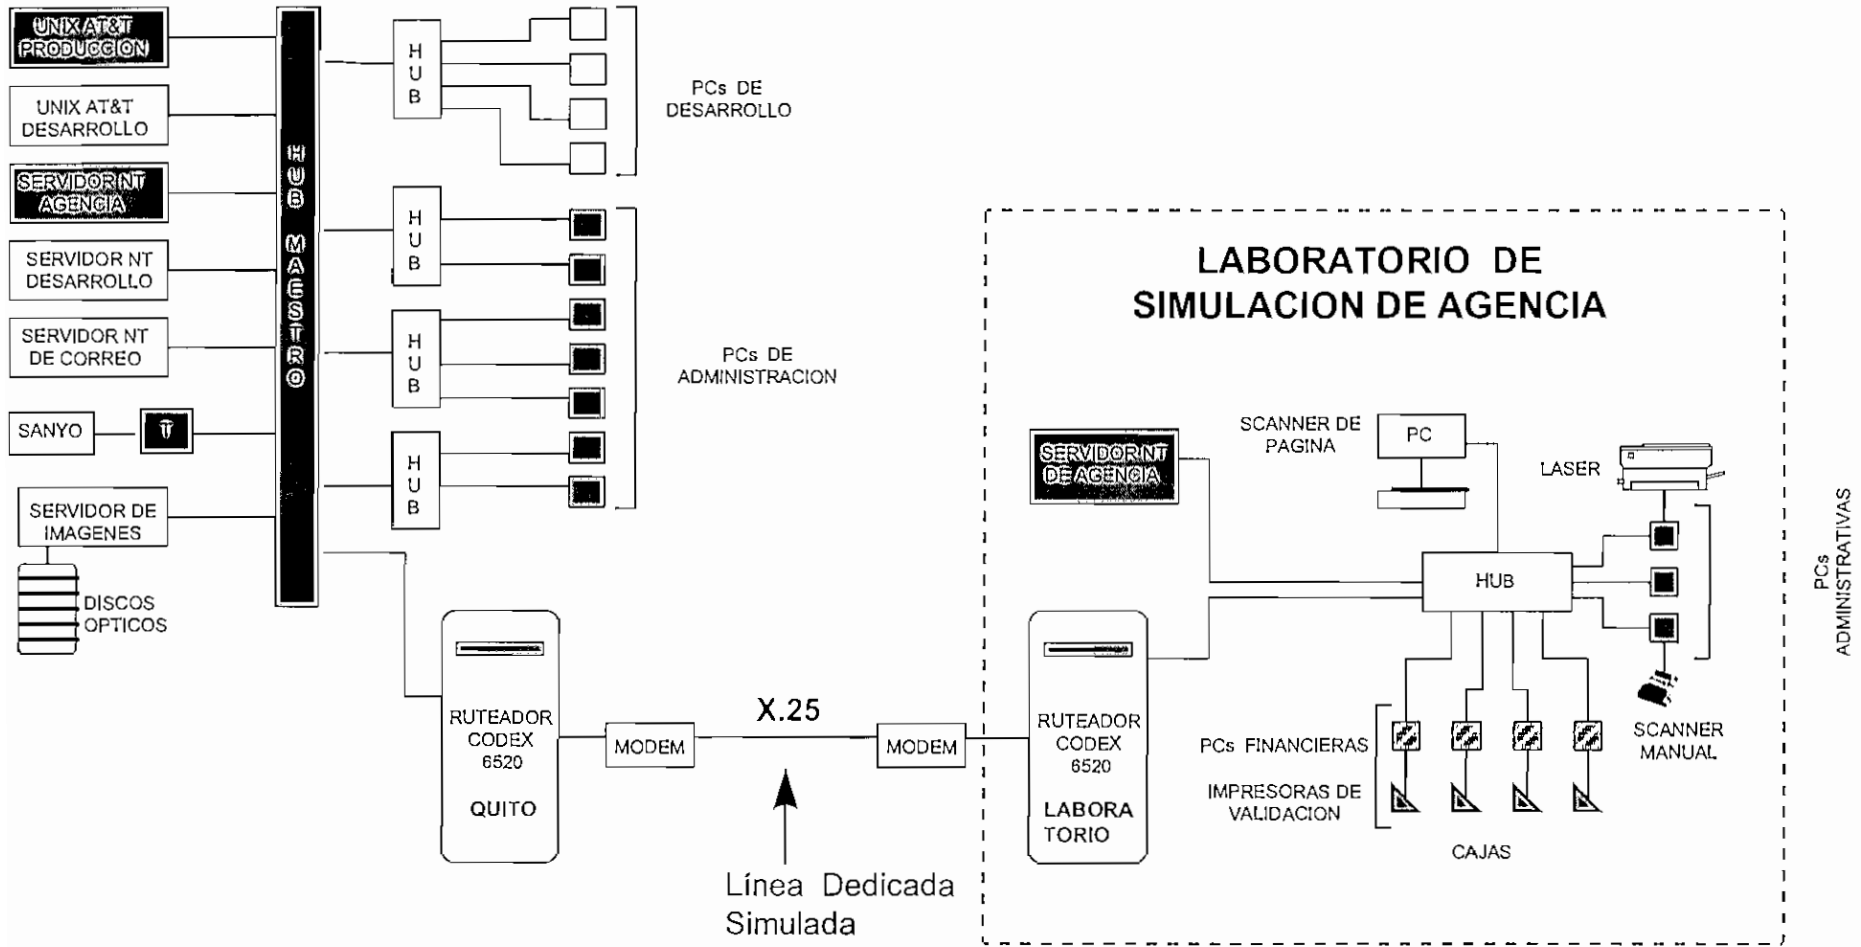 UNIX AT&T
PRODUCCION
UNIX AT&T
DESARROLLO
SERVIDOR NT
AGENCIA
SERVIDOR NT
DESARROLLO
SERVIDOR NT
DE CORREO
SANYO
T
SERVIDOR DE
IMAGENES
DISCOS
OPTICOS
HUB MAESTRO
HUB
HUB
HUB
HUB
PCs DE
DESARROLLO
PCs DE
ADMINISTRACION
RUTEADOR
CODEX
6520
QUITO
MODEM
X.25
MODEM
Línea Dedicada
Simulada
LABORATORIO DE
SIMULACION DE AGENCIA
SERVIDOR NT
DE AGENCIA
SCANNER DE
PAGINA
PC
LASER
HUB
RUTEADOR
CODEX
6520
LABORA
TORIO
PCs FINANCIERAS
IMPRESORAS DE
VALIDACION
CAJAS
SCANNER
MANUAL
PCs
ADMINISTRATIVAS